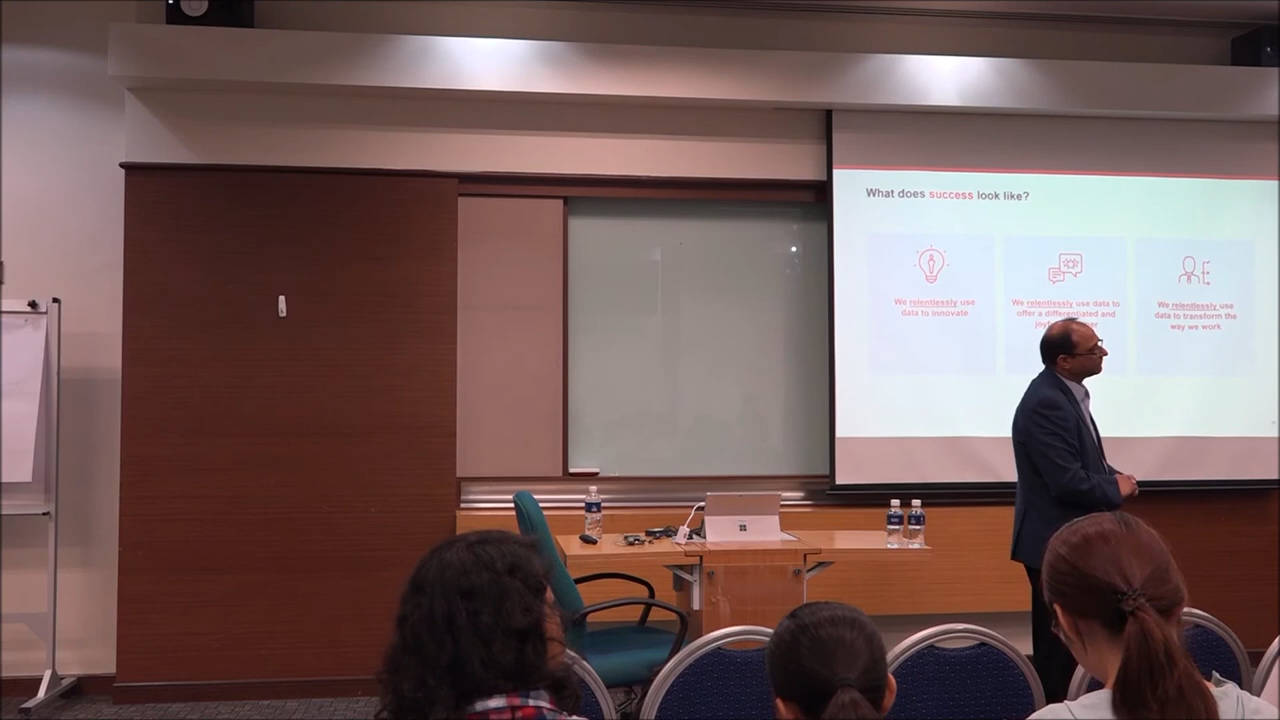 What does success look like?
We relentlessly use
data to innovate
We relentlessly use data to
offer a differentiated and
We relentlessly use
data to transform the
way we work